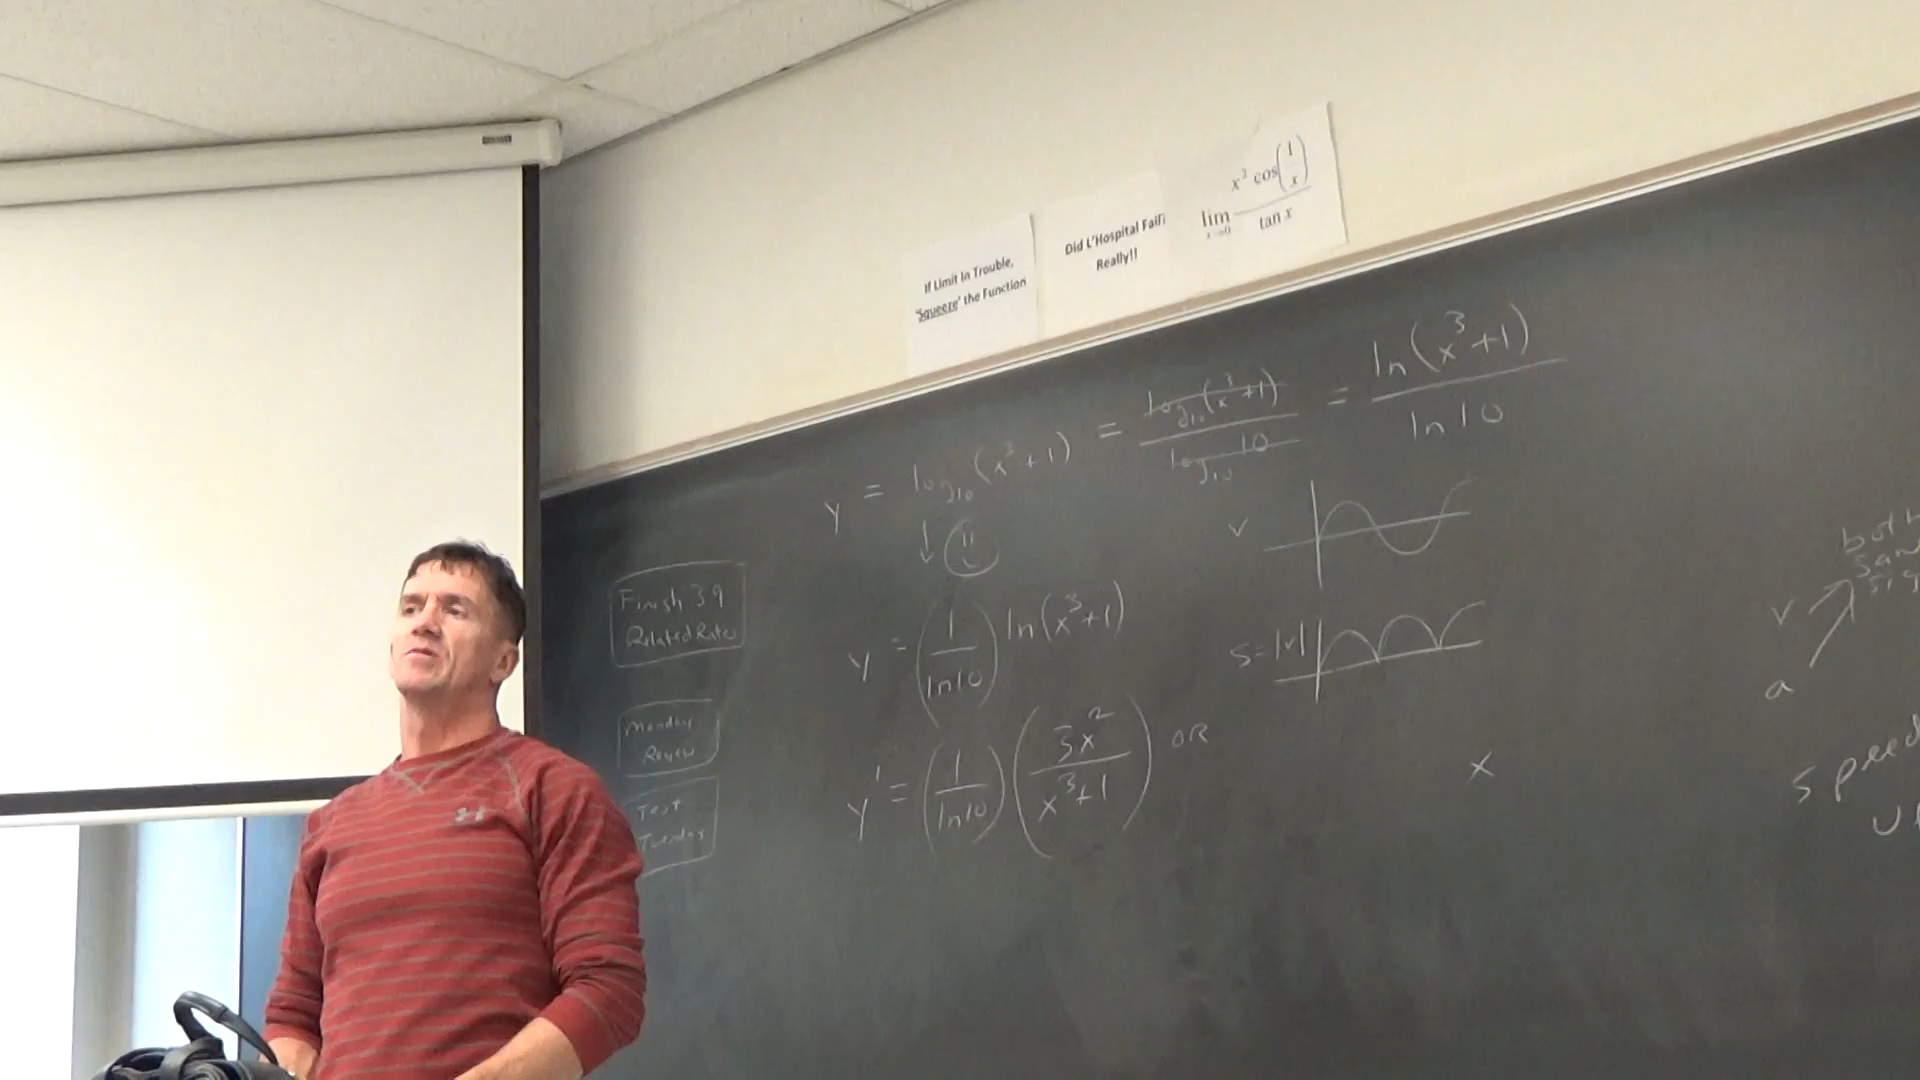 If Limit In Trouble,
'Squeeze' the Function
Did L'Hospital Fail?
Really!!
lim x→0 x² cos(1/x) / tan x
y = log₁₀(x³+1) = log₁₀(x³+1) / log₁₀ 10 = ln(x³+1) / ln 10
y = (1/ln10) ln(x³+1)
y' = (1/ln10) (3x²/(x³+1)) OR
Finish 3.9
Related Rates
Monday
Review
Test
Tuesday
v
s=|v|
x
both
v
a
speed